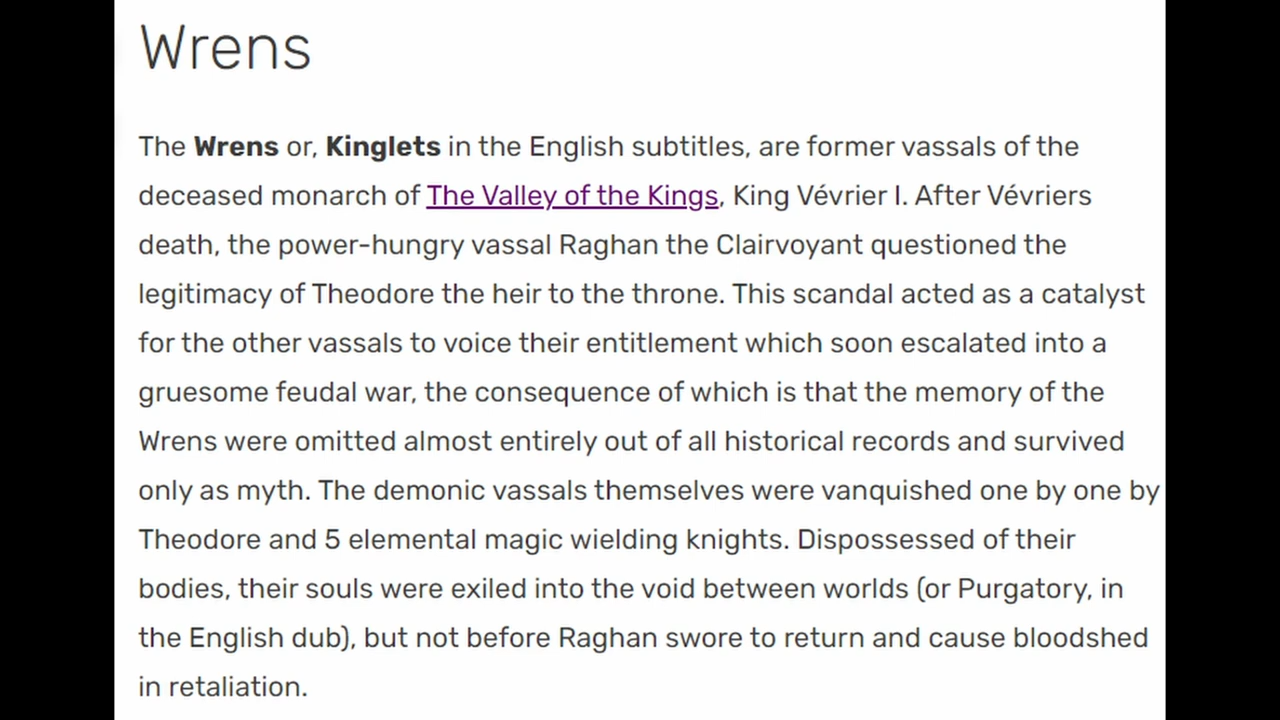 Wrens
The Wrens or, Kinglets in the English subtitles, are former vassals of the
deceased monarch of The Valley of the Kings, King Vévrier I. After Vévriers
death, the power-hungry vassal Raghan the Clairvoyant questioned the
legitimacy of Theodore the heir to the throne. This scandal acted as a catalyst
for the other vassals to voice their entitlement which soon escalated into a
gruesome feudal war, the consequence of which is that the memory of the
Wrens were omitted almost entirely out of all historical records and survived
only as myth. The demonic vassals themselves were vanquished one by one by
Theodore and 5 elemental magic wielding knights. Dispossessed of their
bodies, their souls were exiled into the void between worlds (or Purgatory, in
the English dub), but not before Raghan swore to return and cause bloodshed
in retaliation.